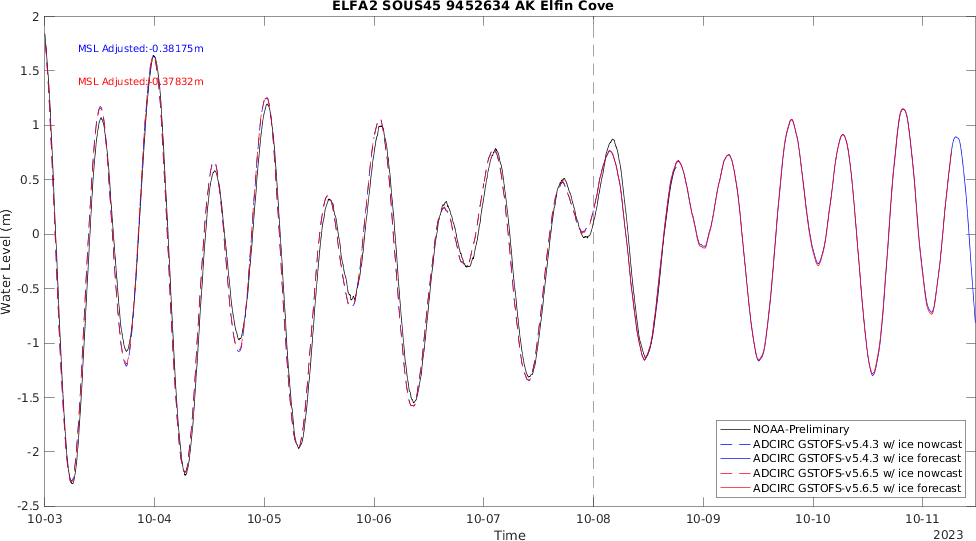 ELFA2 SOUS45 9452634 AK Elfin Cove
MSL Adjusted:-0.38175m
MSL Adjusted:-0.37832m
Water Level (m)
2
1.5
1
0.5
0
-0.5
-1
-1.5
-2
-2.5
NOAA-Preliminary
ADCIRC GSTOFS-v5.4.3 w/ ice nowcast
ADCIRC GSTOFS-v5.4.3 w/ ice forecast
ADCIRC GSTOFS-v5.6.5 w/ ice nowcast
ADCIRC GSTOFS-v5.6.5 w/ ice forecast
10-03 10-04 10-05 10-06 10-07 10-08 10-09 10-10 10-11
Time
2023